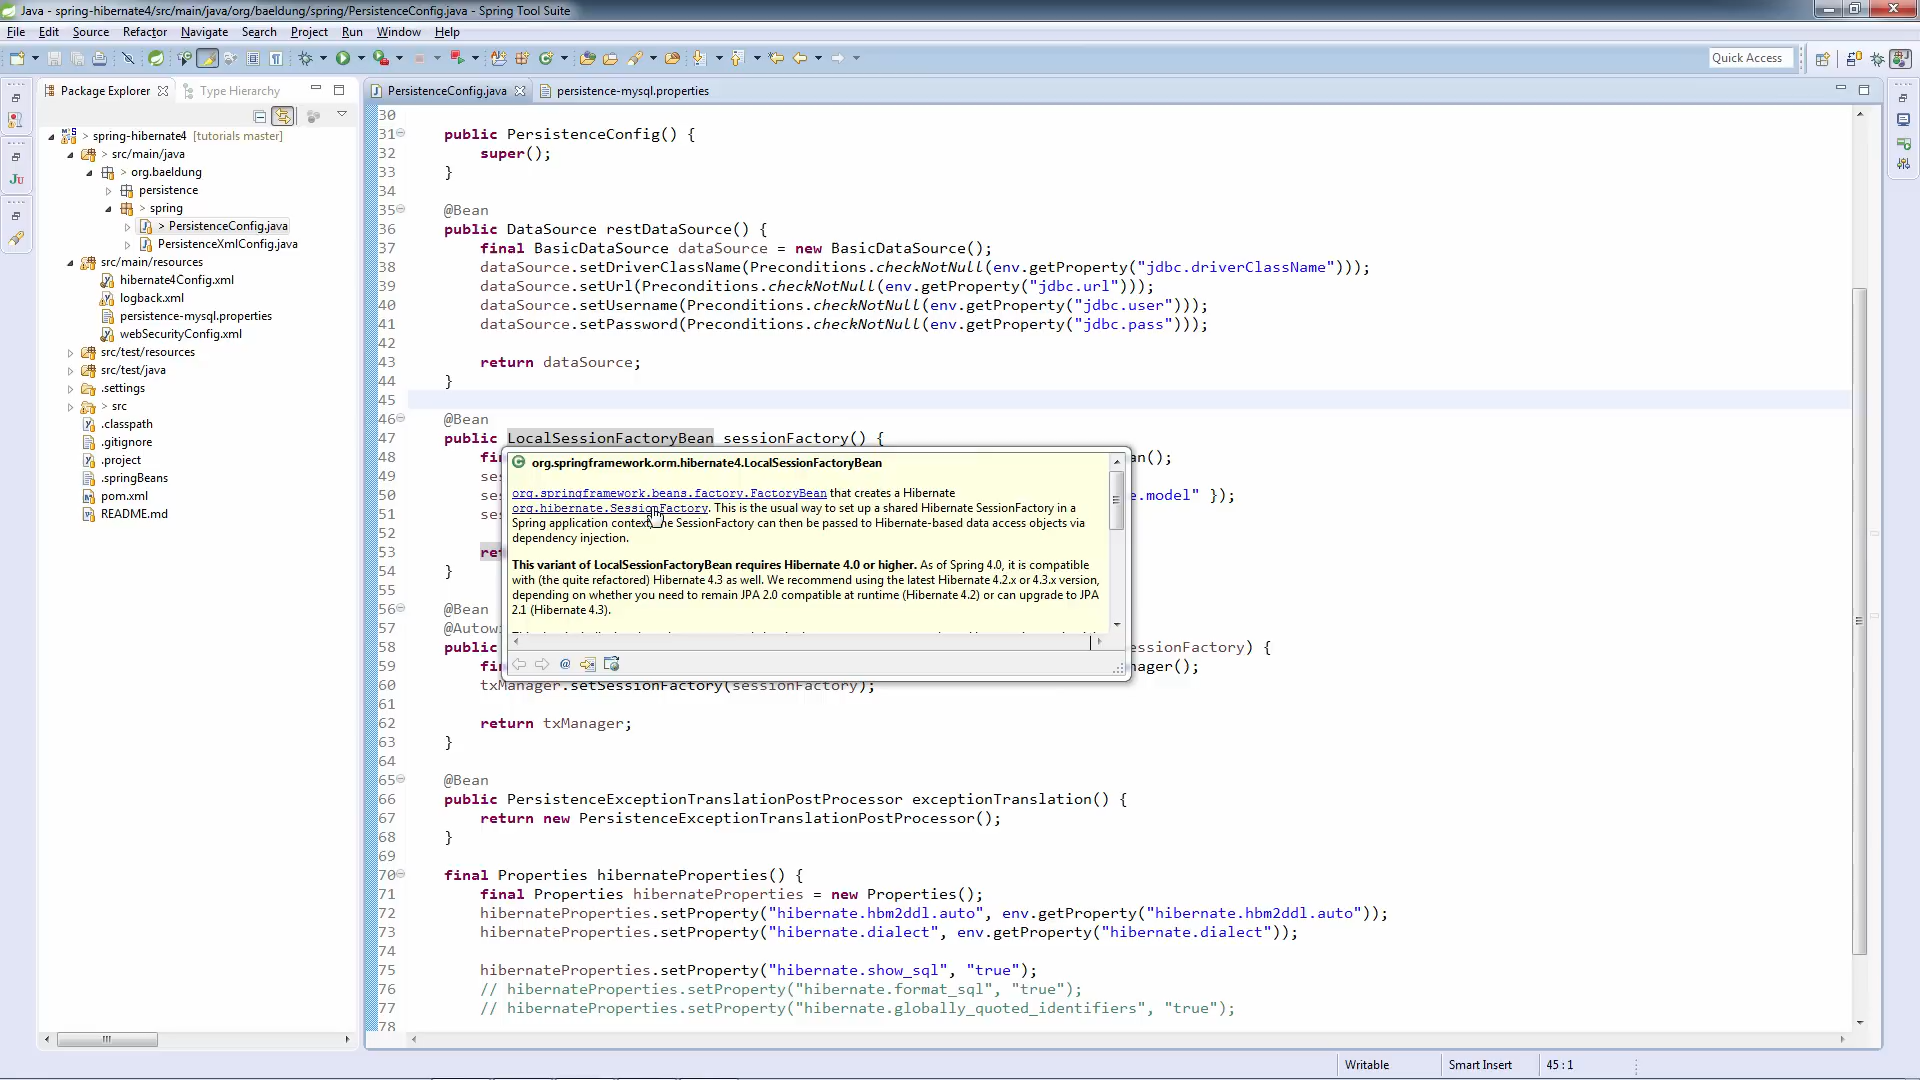 Java - spring-hibernate4/src/main/java/org/baeldung/spring/PersistenceConfig.java - Spring Tool Suite
File Edit Source Refactor Navigate Search Project Run Window Help
Quick Access
Package Explorer
Type Hierarchy
> spring-hibernate4 [tutorials master]
> src/main/java
> org.baeldung
persistence
> spring
> PersistenceConfig.java
PersistenceXmlConfig.java
src/main/resources
hibernate4Config.xml
logback.xml
persistence-mysql.properties
webSecurityConfig.xml
src/test/resources
src/test/java
.settings
> src
.classpath
.gitignore
.project
.springBeans
pom.xml
README.md
PersistenceConfig.java
persistence-mysql.properties
30
31 public PersistenceConfig() {
32 super();
33 }
34
35 @Bean
36 public DataSource restDataSource() {
37 final BasicDataSource dataSource = new BasicDataSource();
38 dataSource.setDriverClassName(Preconditions.checkNotNull(env.getProperty("jdbc.driverClassName")));
39 dataSource.setUrl(Preconditions.checkNotNull(env.getProperty("jdbc.url")));
40 dataSource.setUsername(Preconditions.checkNotNull(env.getProperty("jdbc.user")));
41 dataSource.setPassword(Preconditions.checkNotNull(env.getProperty("jdbc.pass")));
42
43 return dataSource;
44 }
45
46 @Bean
47 public LocalSessionFactoryBean sessionFactory() {
48 fin an();
49 ses
50 ses e.model" });
51 ses
52
53 ret
54 }
55
56 @Bean
57 @Autowi
58 public essionFactory) {
59 fin nager();
60 txManager.setSessionFactory(sessionFactory);
61
62 return txManager;
63 }
64
65 @Bean
66 public PersistenceExceptionTranslationPostProcessor exceptionTranslation() {
67 return new PersistenceExceptionTranslationPostProcessor();
68 }
69
70 final Properties hibernateProperties() {
71 final Properties hibernateProperties = new Properties();
72 hibernateProperties.setProperty("hibernate.hbm2ddl.auto", env.getProperty("hibernate.hbm2ddl.auto"));
73 hibernateProperties.setProperty("hibernate.dialect", env.getProperty("hibernate.dialect"));
74
75 hibernateProperties.setProperty("hibernate.show_sql", "true");
76 // hibernateProperties.setProperty("hibernate.format_sql", "true");
77 // hibernateProperties.setProperty("hibernate.globally_quoted_identifiers", "true");
78
org.springframework.orm.hibernate4.LocalSessionFactoryBean
org.springframework.beans.factory.FactoryBean that creates a Hibernate
org.hibernate.SessionFactory. This is the usual way to set up a shared Hibernate SessionFactory in a
Spring application context; SessionFactory can then be passed to Hibernate-based data access objects via
dependency injection.
This variant of LocalSessionFactoryBean requires Hibernate 4.0 or higher. As of Spring 4.0, it is compatible
with (the quite refactored) Hibernate 4.3 as well. We recommend using the latest Hibernate 4.2.x or 4.3.x version,
depending on whether you need to remain JPA 2.0 compatible at runtime (Hibernate 4.2) or can upgrade to JPA
2.1 (Hibernate 4.3).
Writable
Smart Insert
45 : 1